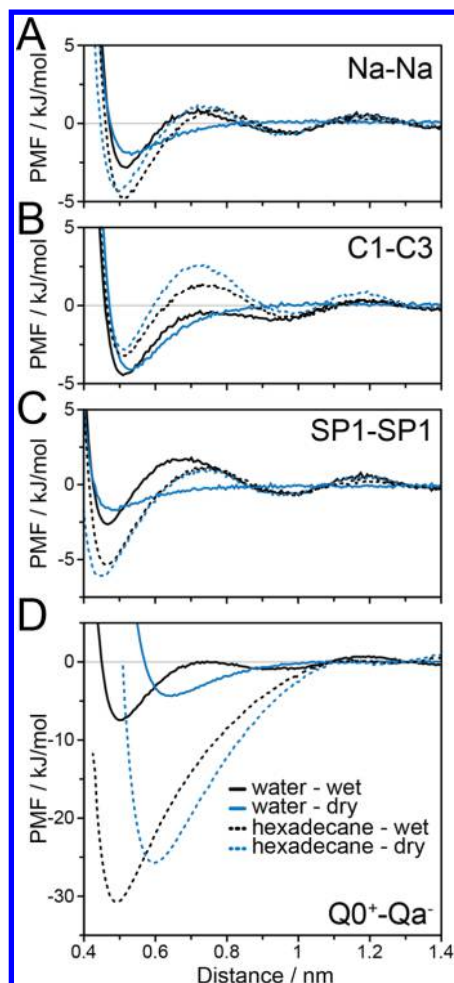 A
Na-Na
PMF / kJ/mol
5
0
-5
B
C1-C3
PMF / kJ/mol
5
0
-5
C
SP1-SP1
PMF / kJ/mol
5
0
-5
D
PMF / kJ/mol
0
-10
-20
-30
water - wet
water - dry
hexadecane - wet
hexadecane - dry
Q0⁺-Qa⁻
0.4 0.6 0.8 1 1.2 1.4
Distance / nm